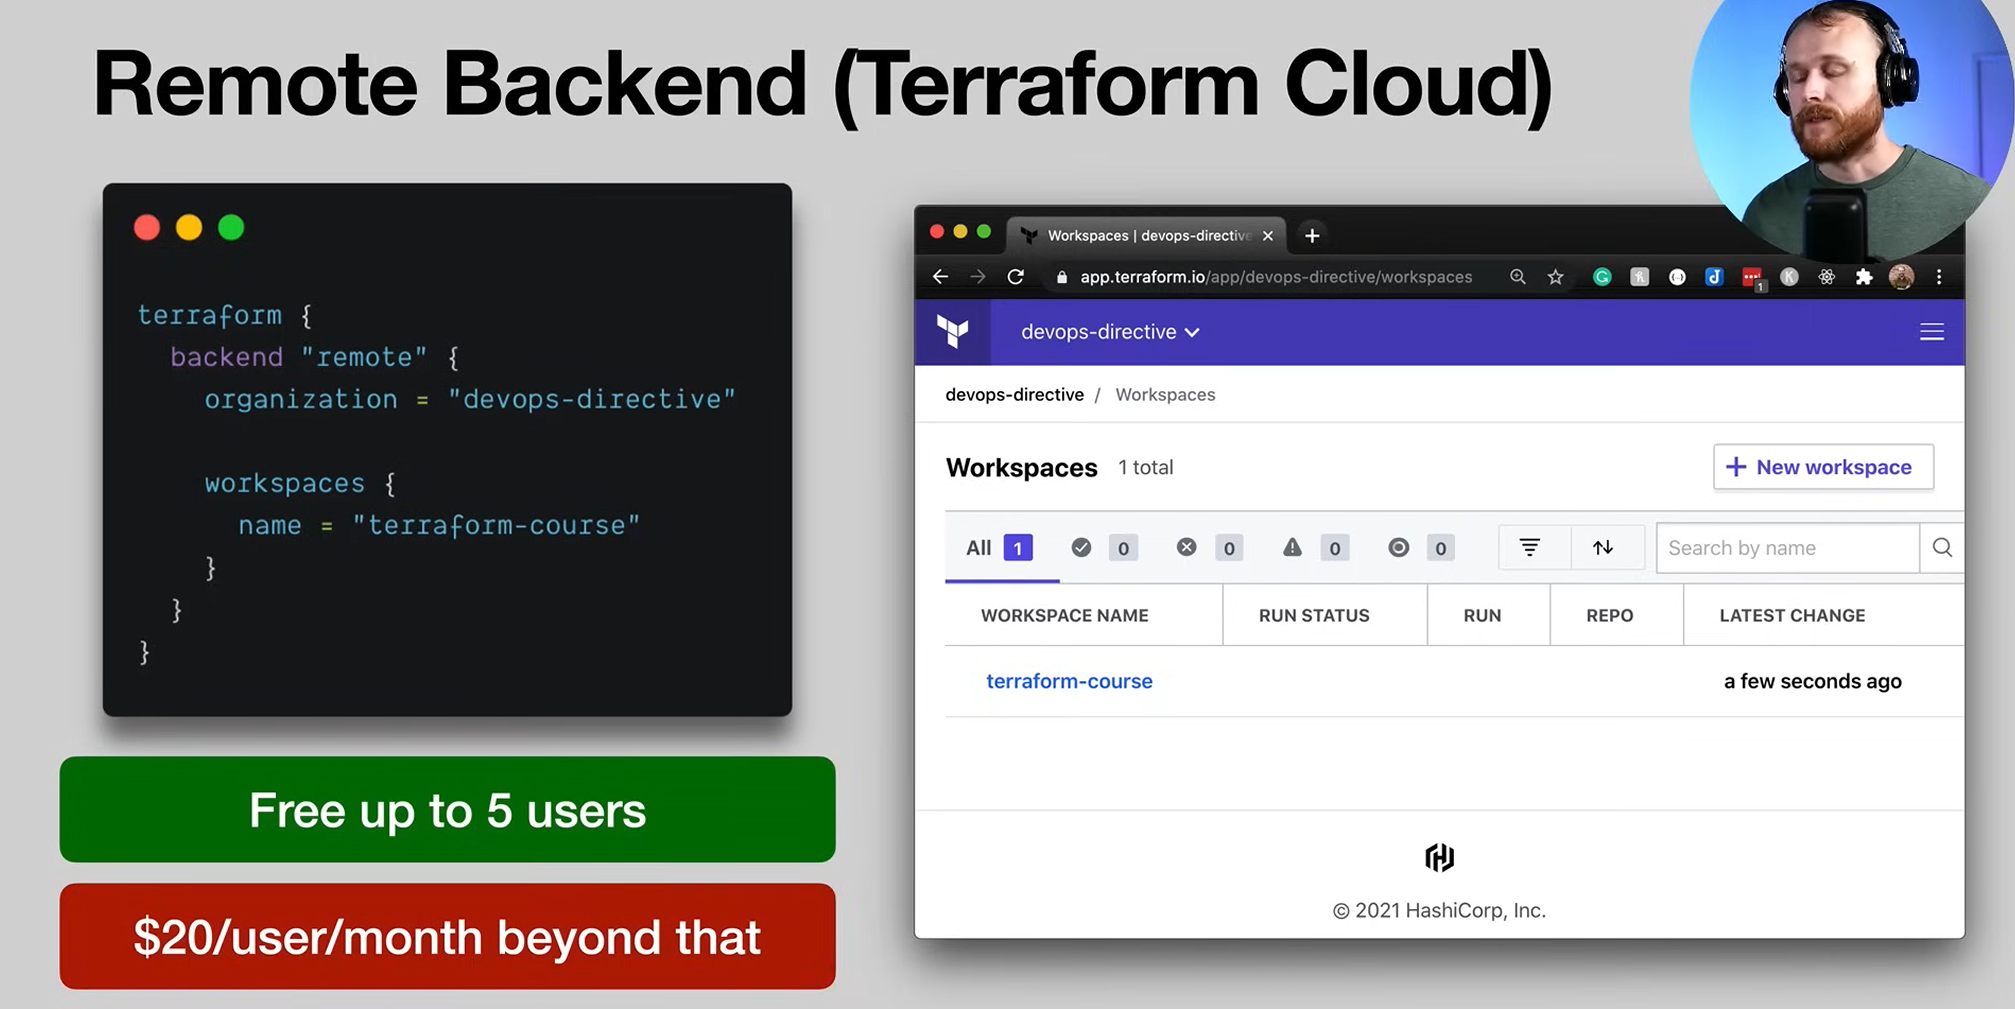 Remote Backend (Terraform Cloud)
terraform {
backend "remote" {
organization = "devops-directive"
workspaces {
name = "terraform-course"
}
}
}
Free up to 5 users
$20/user/month beyond that
Workspaces | devops-directive
app.terraform.io/app/devops-directive/workspaces
1
devops-directive
devops-directive / Workspaces
Workspaces 1 total
+ New workspace
All 1 0 0 0 0
Search by name
WORKSPACE NAME RUN STATUS RUN REPO LATEST CHANGE
terraform-course a few seconds ago
© 2021 HashiCorp, Inc.